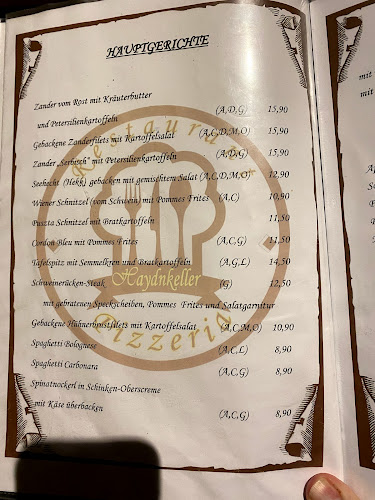 HAUPTGERICHTE
Zander vom Rost mit Kräuterbutter
und Petersilienkartoffeln (A,D,G) 15,90
Gebackene Zanderfilets mit Kartoffelsalat (A,C,D,M,O) 15,90
Zander „Serbisch" mit Petersilienkartoffeln (A,D,G) 15,90
Seehecht (Hekk) gebacken mit gemischtem Salat (A,C,D,M,O) 12,90
Wiener Schnitzel (vom Schwein) mit Pommes Frites (A,C) 10,90
Puszta Schnitzel mit Bratkartoffeln 11,50
Cordon Bleu mit Pommes Frites (A,C,G) 11,50
Tafelspitz mit Semmelkren und Bratkartoffeln (A,G,L) 14,50
Schweinerücken-Steak (G) 12,50
mit gebratenen Speckscheiben, Pommes Frites und Salatgarnitur
Gebackene Hühnerbrustfilets mit Kartoffelsalat (A,C,M,O) 10,90
Spaghetti Bolognese (A,C,L) 8,90
Spaghetti Carbonara (A,C,G) 8,90
Spinatnockerl in Schinken-Oberscreme
mit Käse überbacken (A,C,G) 8,90
Restaurant
Haydnkeller
Pizzeria
mit
mit